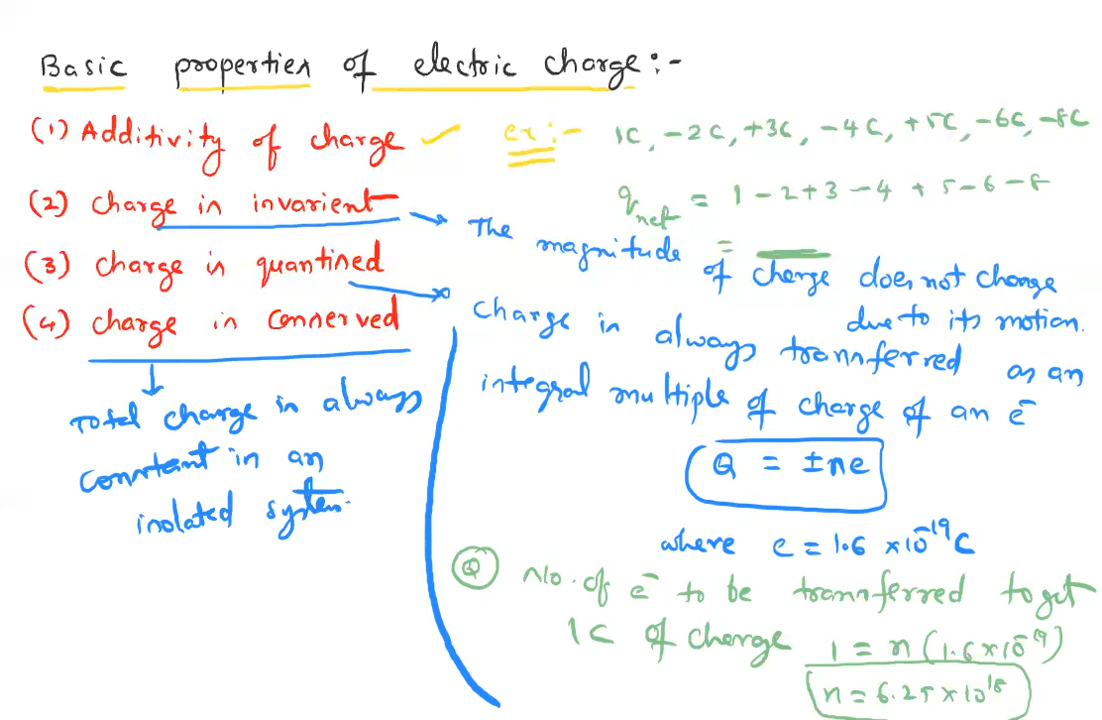 Basic properties of electric charge :-
(1) Additivity of charge ✓
(2) charge is invarient
(3) charge is quantised
(4) charge is conserved
Total charge is always
constant in an
isolated system.
ex :- 1C, -2C, +3C, -4C, +5C, -6C, -8C
qnet = 1 - 2 + 3 - 4 + 5 - 6 - 8
=
The magnitude of charge does not change
due to its motion.
Charge is always transferred as an
integral multiple of charge of an e⁻
Q = ±ne
where e = 1.6 × 10⁻¹⁹ C
Q No. of e⁻ to be transferred to get
1C of charge
1 = n (1.6 × 10⁻¹⁹)
n = 6.25 × 10¹⁸